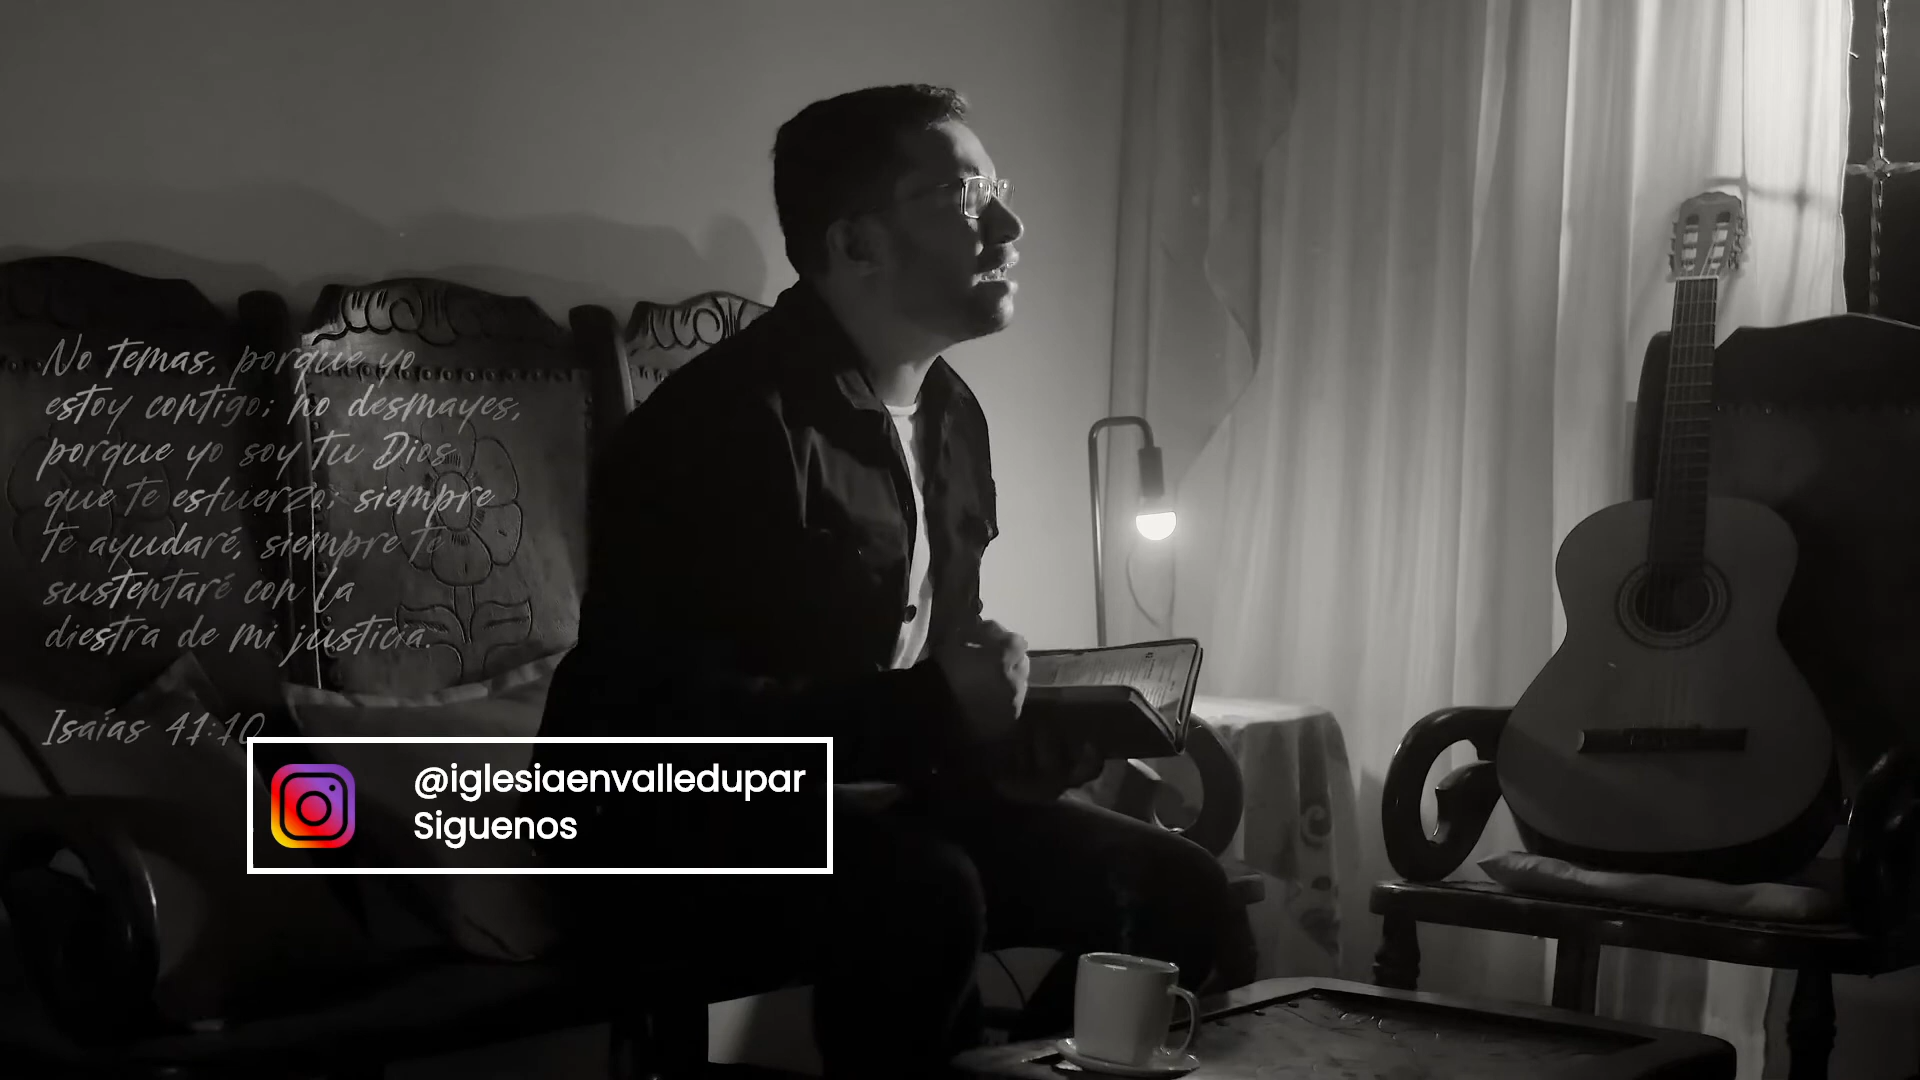 No temas, porque yo
estoy contigo; no desmayes,
porque yo soy tu Dios
que te esfuerzo; siempre
te ayudaré, siempre te
sustentaré con la
diestra de mi justicia.
Isaías 41:10
@iglesiaenvalledupar
Siguenos